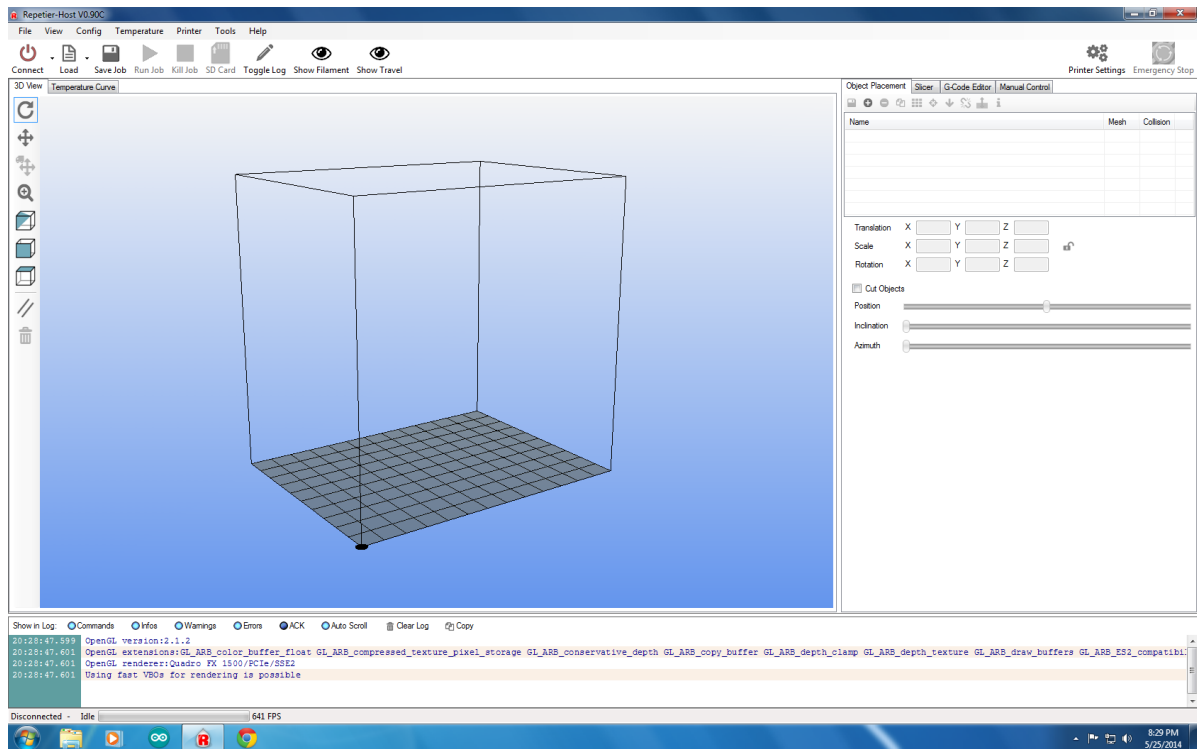 Repetier-Host V0.90C
File View Config Temperature Printer Tools Help
Connect Load Save Job Run Job Kill Job SD Card Toggle Log Show Filament Show Travel Printer Settings Emergency Stop
3D View Temperature Curve
Object Placement Slicer G-Code Editor Manual Control
Name Mesh Collision
Translation X Y Z
Scale X Y Z
Rotation X Y Z
Cut Objects
Position
Inclination
Azimuth
Show in Log: Commands Infos Warnings Errors ACK Auto Scroll Clear Log Copy
20:28:47.599 OpenGL version:2.1.2
20:28:47.601 OpenGL extensions:GL_ARB_color_buffer_float GL_ARB_compressed_texture_pixel_storage GL_ARB_conservative_depth GL_ARB_copy_buffer GL_ARB_depth_clamp GL_ARB_depth_texture GL_ARB_draw_buffers GL_ARB_ES2_compatibil
20:28:47.601 OpenGL renderer:Quadro FX 1500/PCIe/SSE2
20:28:47.601 Using fast VBOs for rendering is possible
Disconnected - Idle 641 FPS
8:29 PM
5/25/2014